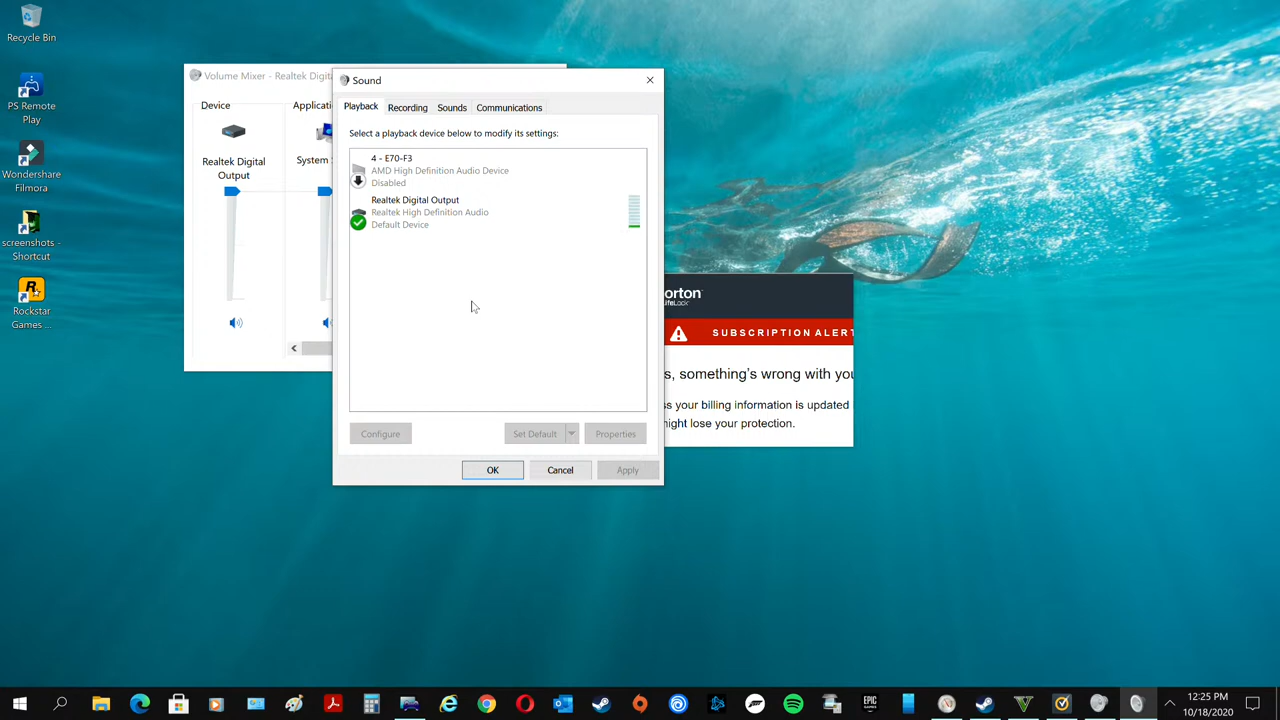 Recycle Bin
PS Remote
Play
Wondershare
Filmora
screenshots -
Shortcut
Rockstar
Games ...
Volume Mixer - Realtek Digit
Device
Realtek Digital
Output
Applicati
System
Sound
Playback
Recording
Sounds
Communications
Select a playback device below to modify its settings:
4 - E70-F3
AMD High Definition Audio Device
Disabled
Realtek Digital Output
Realtek High Definition Audio
Default Device
Configure
Set Default
Properties
OK
Cancel
Apply
orton
LifeLock
SUBSCRIPTION ALERT
s, something's wrong with you
ss your billing information is updated
night lose your protection.
EPIC
12:25 PM
10/18/2020